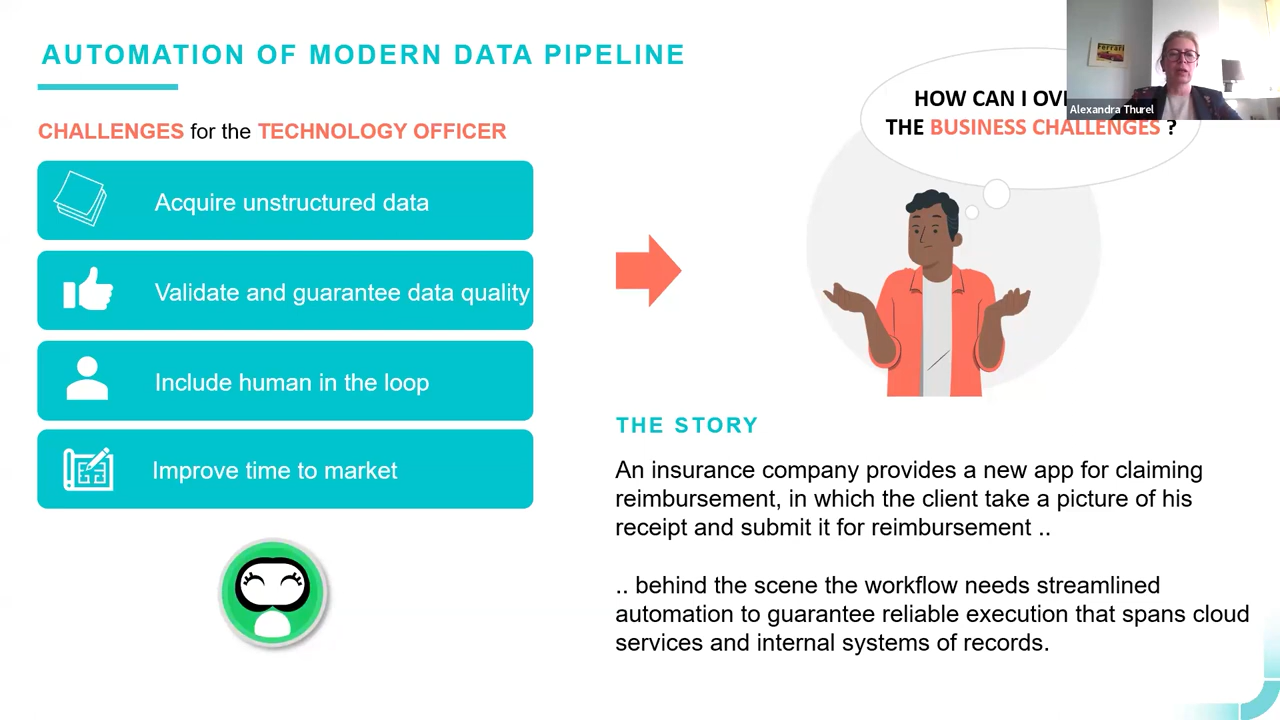 AUTOMATION OF MODERN DATA PIPELINE
CHALLENGES for the TECHNOLOGY OFFICER
Acquire unstructured data
Validate and guarantee data quality
Include human in the loop
Improve time to market
HOW CAN I
THE BUSINESS CHALLENGES ?
Ferrari
Alexandra Thurel
THE STORY
An insurance company provides a new app for claiming
reimbursement, in which the client take a picture of his
receipt and submit it for reimbursement ..
.. behind the scene the workflow needs streamlined
automation to guarantee reliable execution that spans cloud
services and internal systems of records.